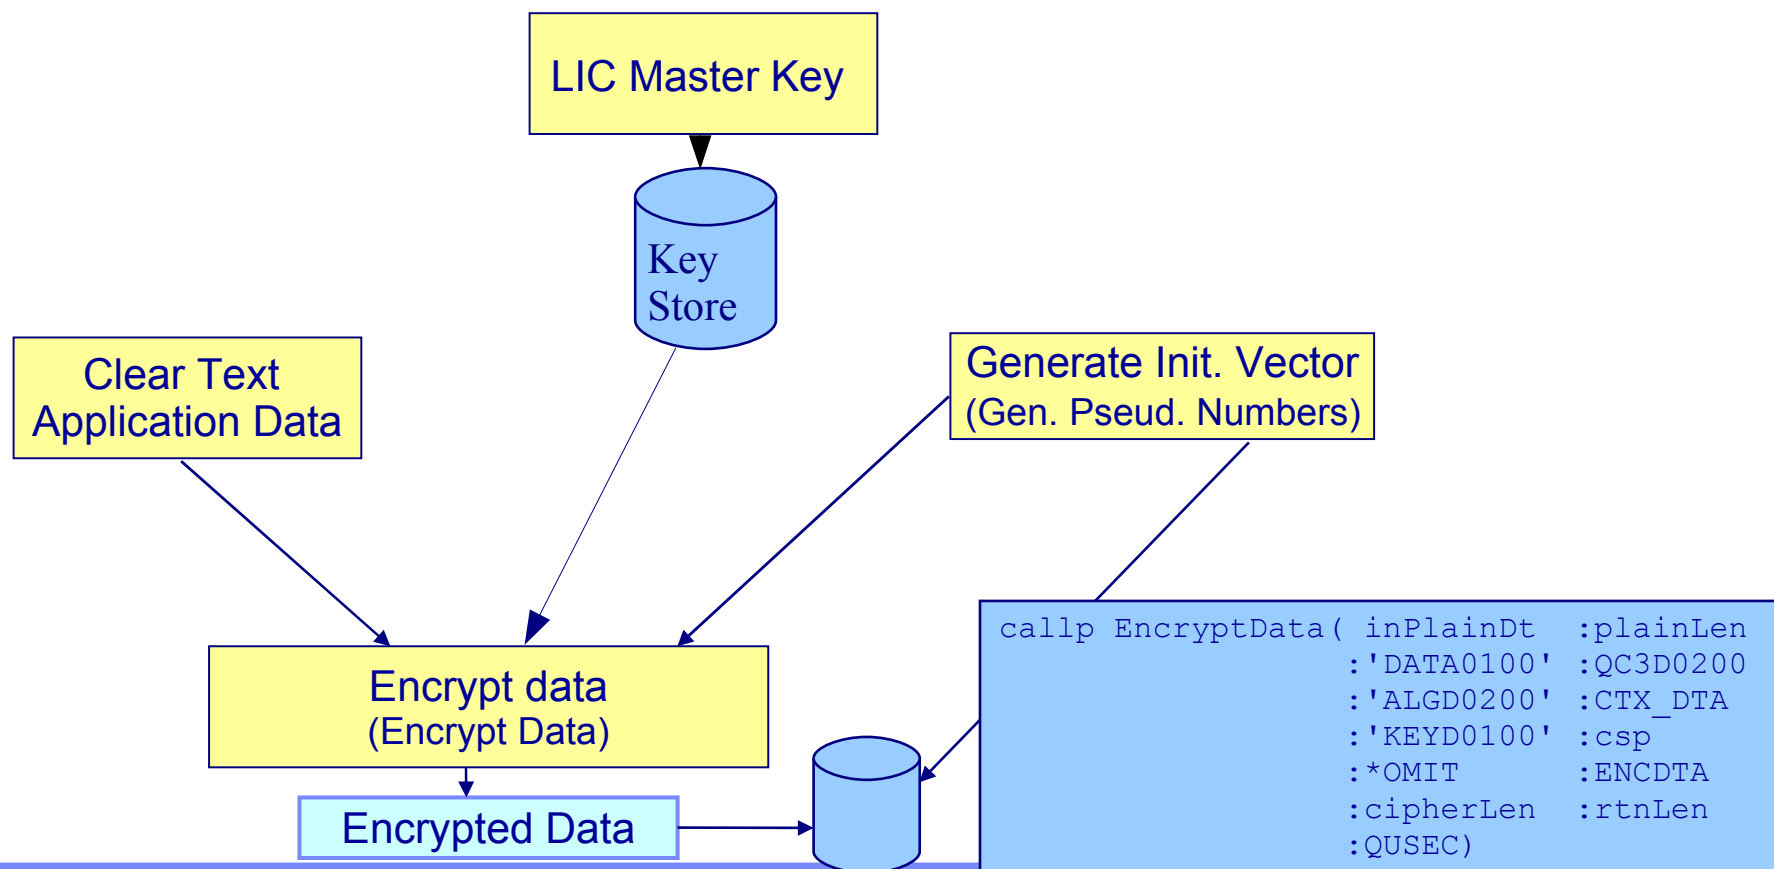 LIC Master Key
Key
Store
Clear Text
Application Data
Generate Init. Vector
(Gen. Pseud. Numbers)
Encrypt data
(Encrypt Data)
Encrypted Data
callp EncryptData( inPlainDt :plainLen
:'DATA0100' :QC3D0200
:'ALGD0200' :CTX_DTA
:'KEYD0100' :csp
:*OMIT :ENCDTA
:cipherLen :rtnLen
:QUSEC)